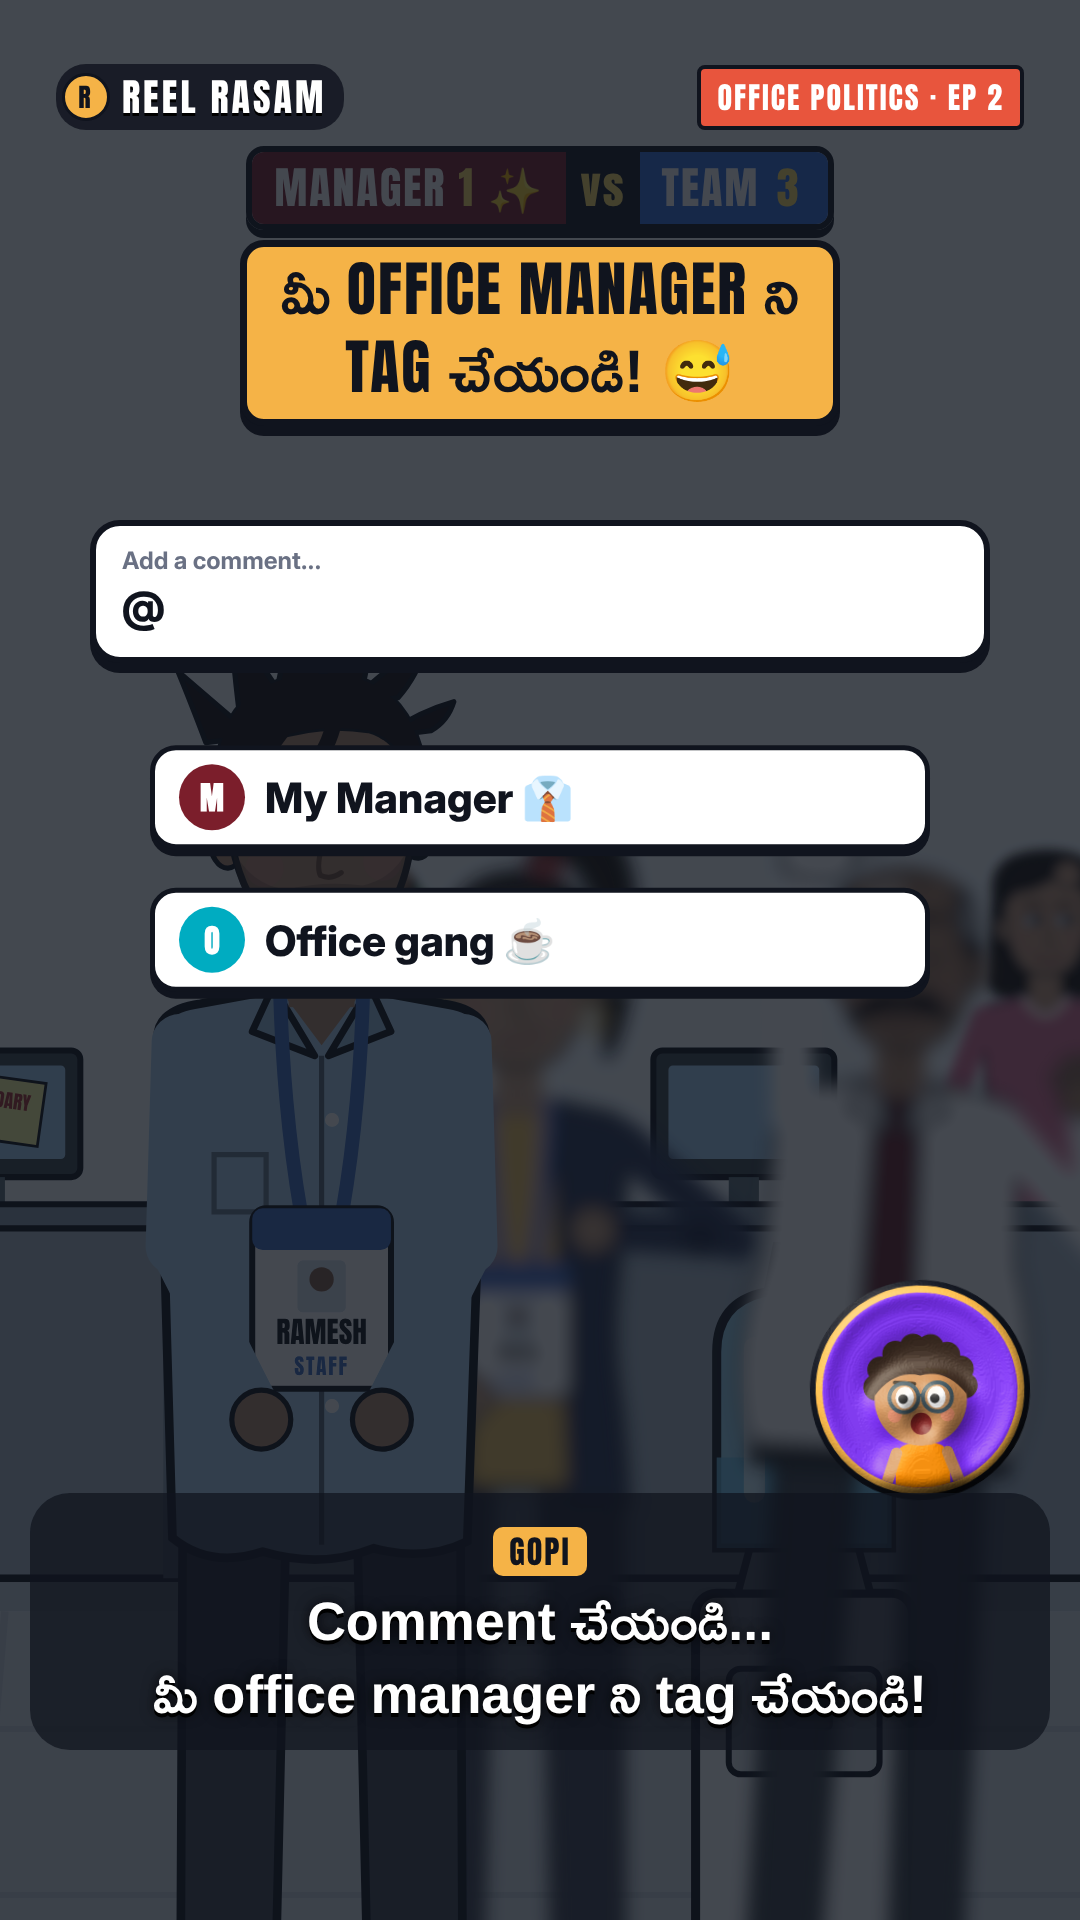 R REEL RASAM
OFFICE POLITICS · EP 2
MANAGER 1 ✨ VS TEAM 3
మీ OFFICE MANAGER ని
TAG చేయండి! 😅
Add a comment...
@
M My Manager 👔
O Office gang ☕
DARY
RAMESH
STAFF
GOPI
Comment చేయండి...
మీ office manager ని tag చేయండి!